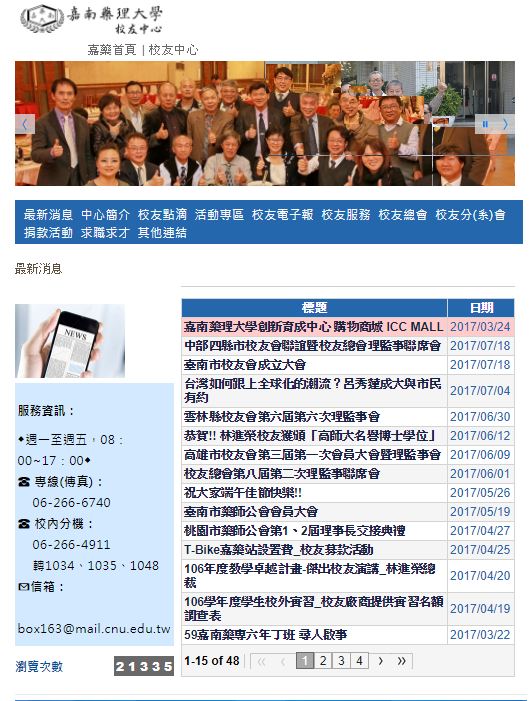 嘉南藥理大學
校友中心
嘉藥首頁 | 校友中心
最新消息 中心簡介 校友點滴 活動專區 校友電子報 校友服務 校友總會 校友分(系)會
捐款活動 求職求才 其他連結
最新消息
NEWS
服務資訊：
◆週一至週五，08：
00~17：00◆
☎ 專線(傳真)：
06-266-6740
☎ 校內分機：
06-266-4911
轉1034、1035、1048
✉信箱：
box163@mail.cnu.edu.tw
瀏覽次數 21335
標題 日期
嘉南藥理大學創新育成中心 購物商城 ICC MALL 2017/03/24
中部四縣市校友會聯誼暨校友總會理監事聯席會 2017/07/18
臺南市校友會成立大會 2017/07/18
台灣如何跟上全球化的潮流？呂秀蓮成大與市民
有約 2017/07/04
雲林縣校友會第六屆第六次理監事會 2017/06/30
恭賀!! 林進榮校友獲頒「高師大名譽博士學位」 2017/06/12
高雄市校友會第三屆第一次會員大會暨理監事會 2017/06/09
校友總會第八屆第二次理監事聯席會 2017/06/01
祝大家端午佳節快樂!! 2017/05/26
臺南市藥師公會會員大會 2017/05/19
桃園市藥師公會第1、2屆理事長交接典禮 2017/04/27
T-Bike嘉藥站設置費_校友募款活動 2017/04/25
106年度教學卓越計畫-傑出校友演講_林進榮總
裁 2017/04/20
106學年度學生校外實習_校友廠商提供實習名額
調查表 2017/04/19
59嘉南藥專六年丁班 尋人啟事 2017/03/22
1-15 of 48 1 2 3 4